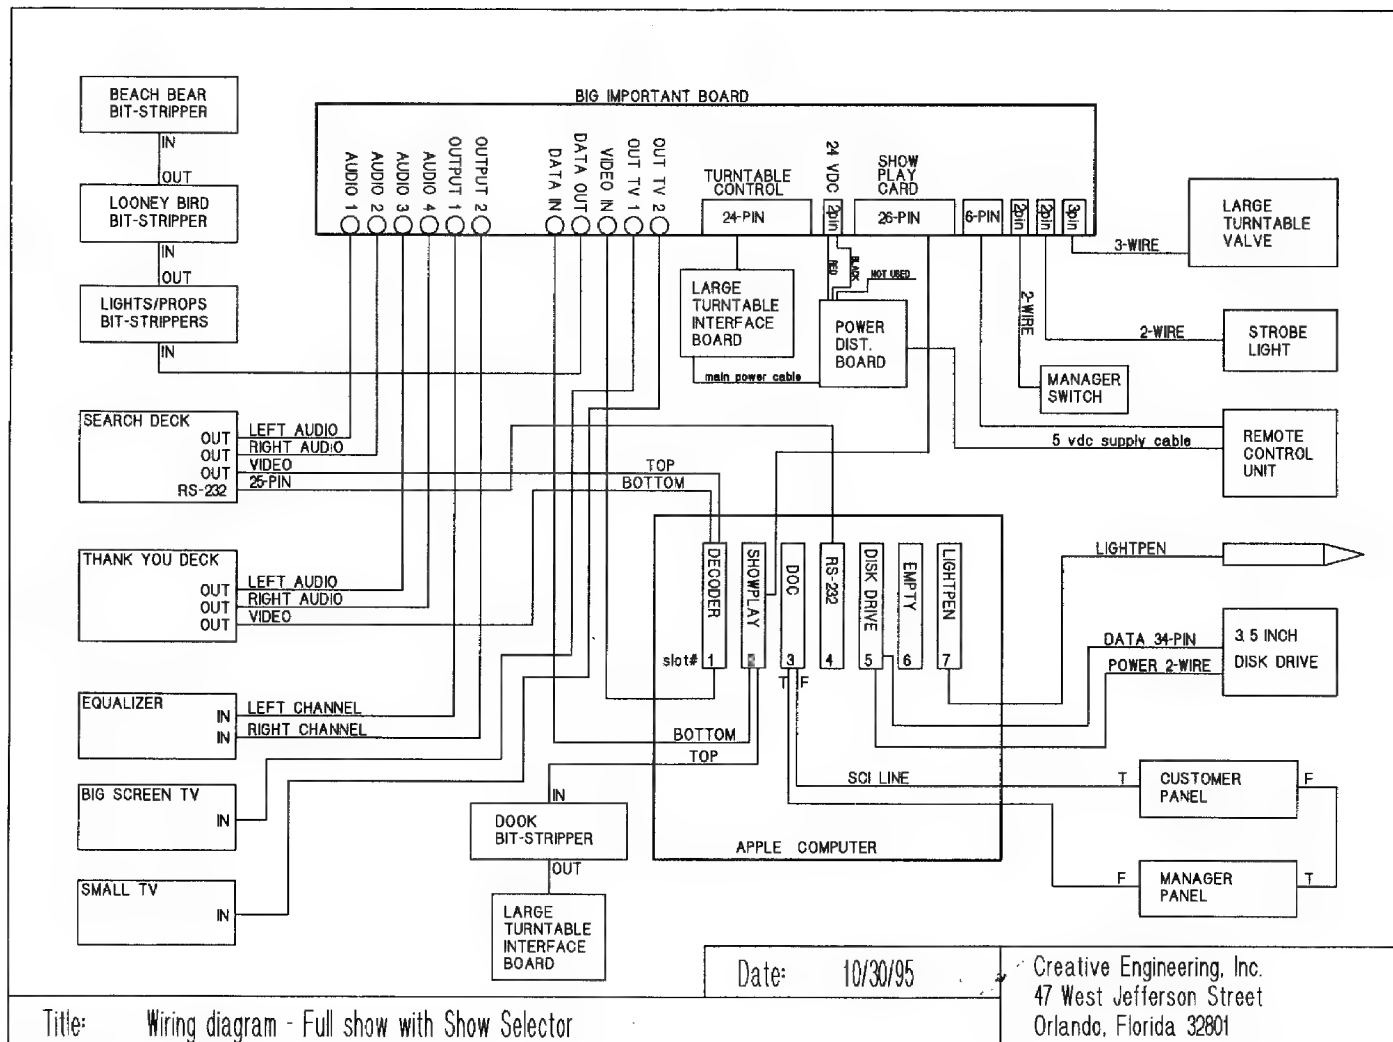 BIG IMPORTANT BOARD
AUDIO 1
AUDIO 2
AUDIO 3
AUDIO 4
OUTPUT 1
OUTPUT 2
DATA IN
DATA OUT
VIDEO IN
OUT TV 1
OUT TV 2
TURNTABLE
CONTROL
24-PIN
24 VDC
2pin
SHOW
PLAY
CARD
26-PIN
6-PIN
2pin
2pin
3pin
BEACH BEAR
BIT-STRIPPER
IN
OUT
LOONEY BIRD
BIT-STRIPPER
IN
OUT
LIGHTS/PROPS
BIT-STRIPPERS
IN
RED
BLACK
NOT USED
LARGE
TURNTABLE
INTERFACE
BOARD
main power cable
POWER
DIST.
BOARD
3-WIRE
LARGE
TURNTABLE
VALVE
2-WIRE
2-WIRE
STROBE
LIGHT
MANAGER
SWITCH
5 vdc supply cable
REMOTE
CONTROL
UNIT
SEARCH DECK
OUT
OUT
OUT
RS-232
LEFT AUDIO
RIGHT AUDIO
VIDEO
25-PIN
TOP
BOTTOM
THANK YOU DECK
OUT
OUT
OUT
LEFT AUDIO
RIGHT AUDIO
VIDEO
DECODER
SHOWPLAY
DOC
RS-232
DISK DRIVE
EMPTY
LIGHTPEN
slot#
1
2
3
4
5
6
7
T
F
LIGHTPEN
DATA 34-PIN
POWER 2-WIRE
3.5 INCH
DISK DRIVE
EQUALIZER
IN
IN
LEFT CHANNEL
RIGHT CHANNEL
BOTTOM
TOP
BIG SCREEN TV
IN
SMALL TV
IN
IN
DOOK
BIT-STRIPPER
OUT
LARGE
TURNTABLE
INTERFACE
BOARD
SCI LINE
APPLE COMPUTER
T
CUSTOMER
PANEL
F
F
MANAGER
PANEL
T
Date: 10/30/95
Creative Engineering, Inc.
47 West Jefferson Street
Orlando, Florida 32801
Title: Wiring diagram - Full show with Show Selector